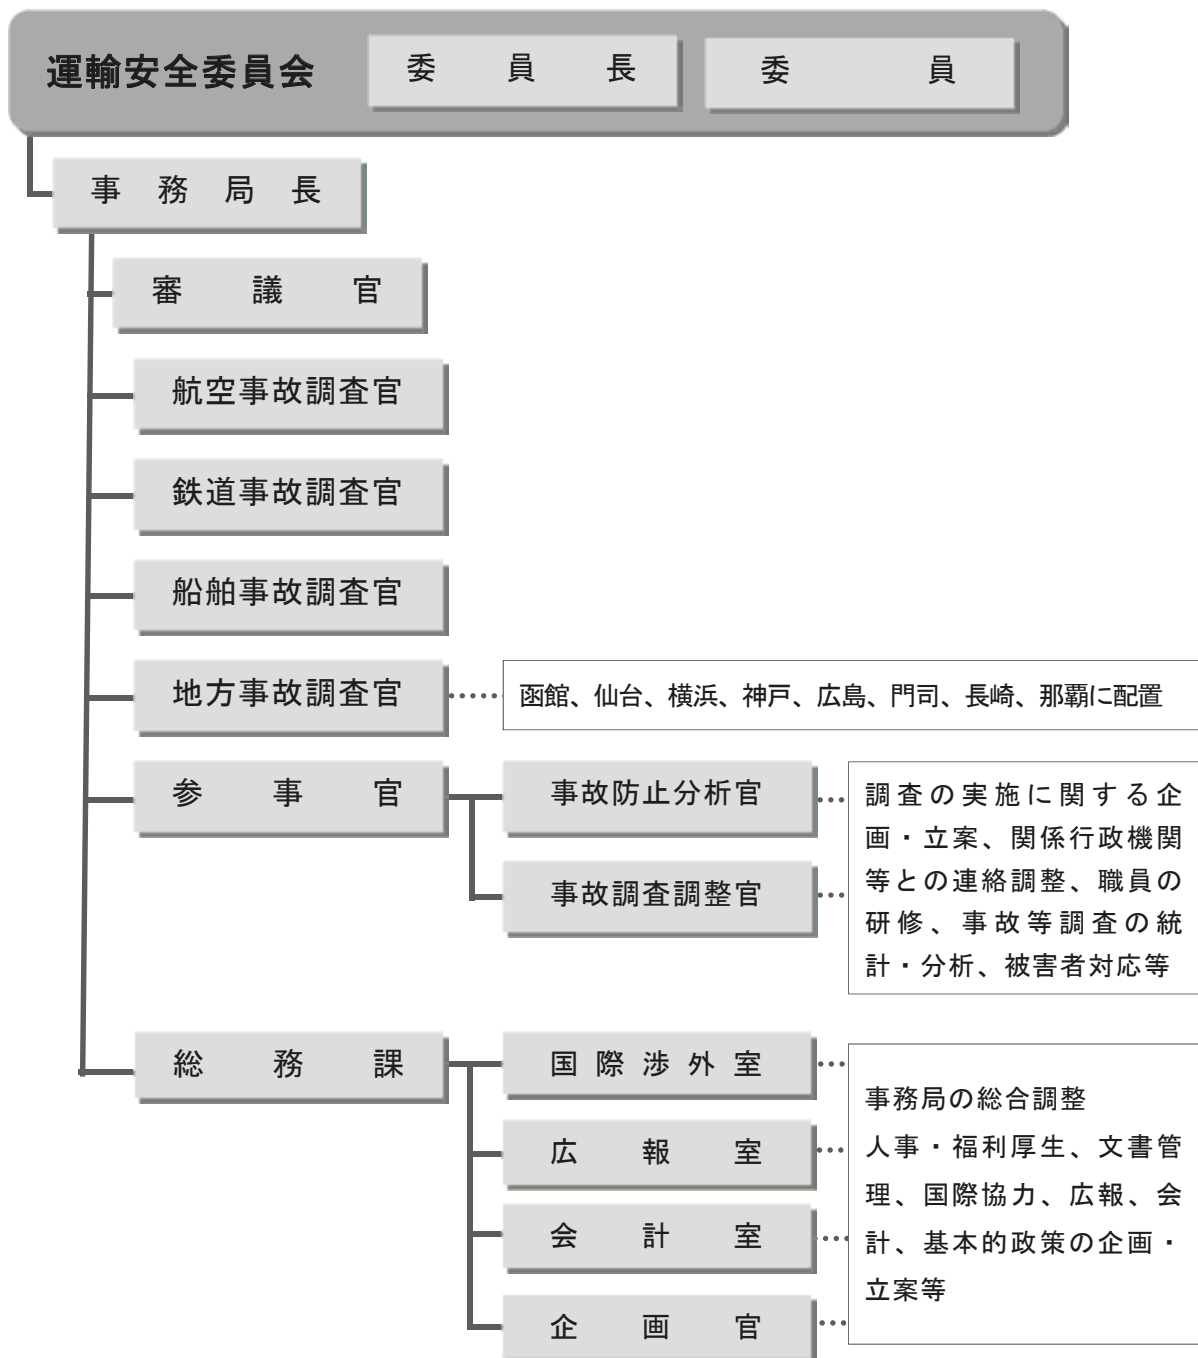 運輸安全委員会 委員長 委員
事務局長
審議官
航空事故調査官
鉄道事故調査官
船舶事故調査官
地方事故調査官
函館、仙台、横浜、神戸、広島、門司、長崎、那覇に配置
参事官
事故防止分析官
事故調査調整官
調査の実施に関する企
画・立案、関係行政機関
等との連絡調整、職員の
研修、事故等調査の統
計・分析、被害者対応等
総務課
国際渉外室
広報室
会計室
企画官
事務局の総合調整
人事・福利厚生、文書管
理、国際協力、広報、会
計、基本的政策の企画・
立案等